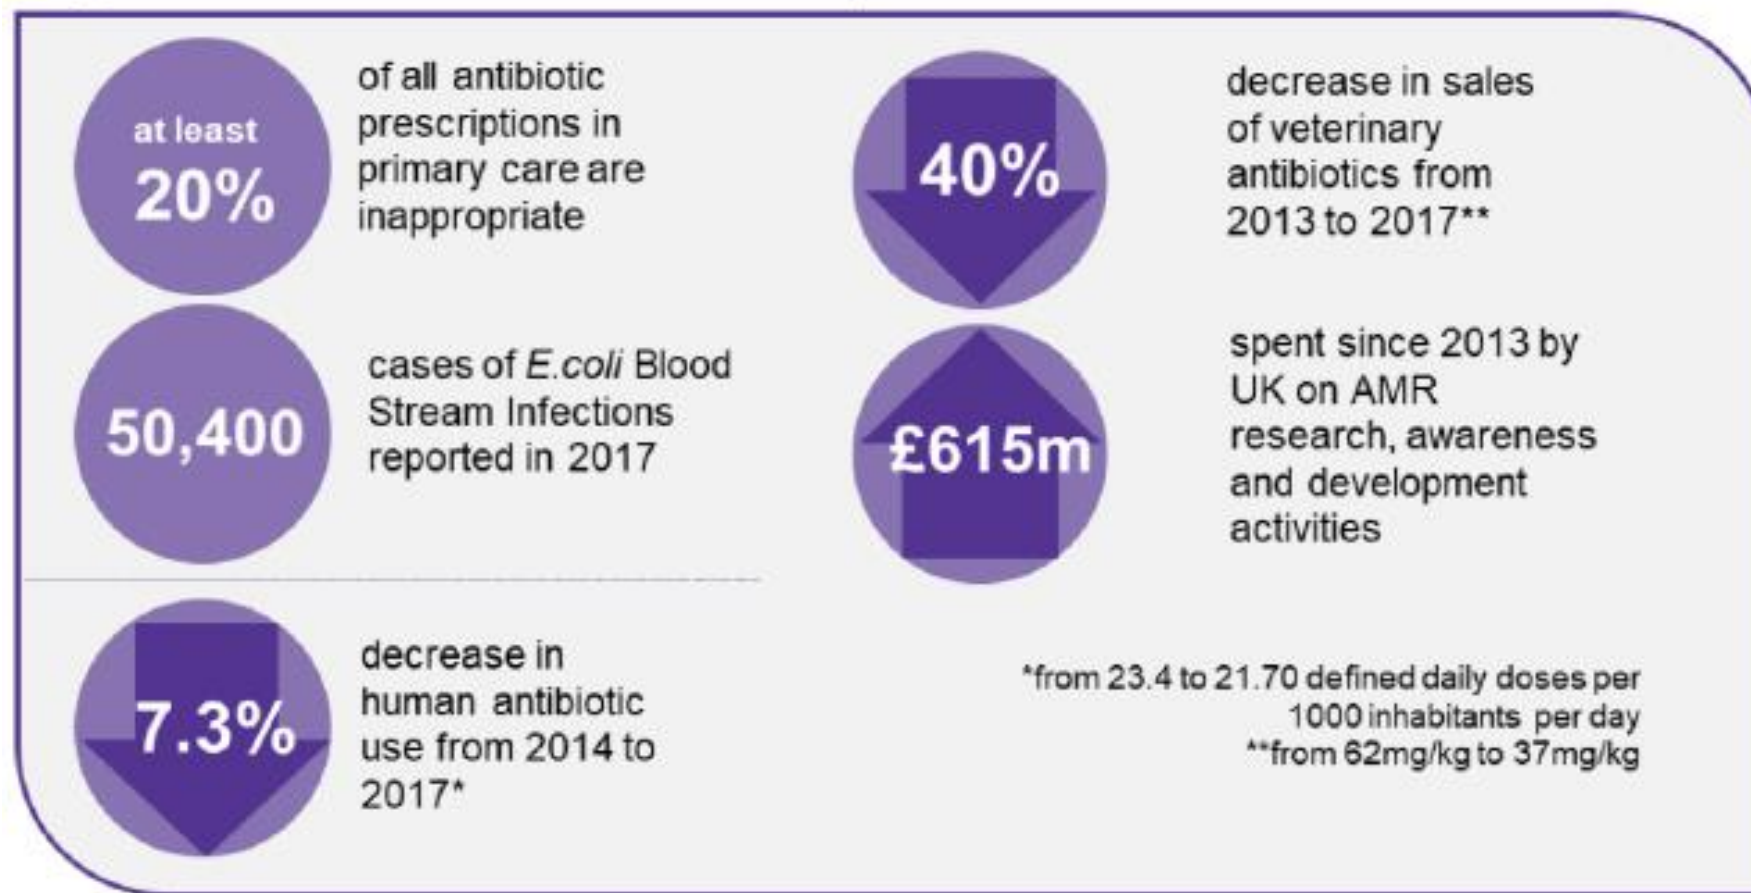 at least
20%
of all antibiotic
prescriptions in
primary care are
inappropriate
50,400
cases of E.coli Blood
Stream Infections
reported in 2017
7.3%
decrease in
human antibiotic
use from 2014 to
2017*
40%
decrease in sales
of veterinary
antibiotics from
2013 to 2017**
£615m
spent since 2013 by
UK on AMR
research, awareness
and development
activities
*from 23.4 to 21.70 defined daily doses per
1000 inhabitants per day
**from 62mg/kg to 37mg/kg